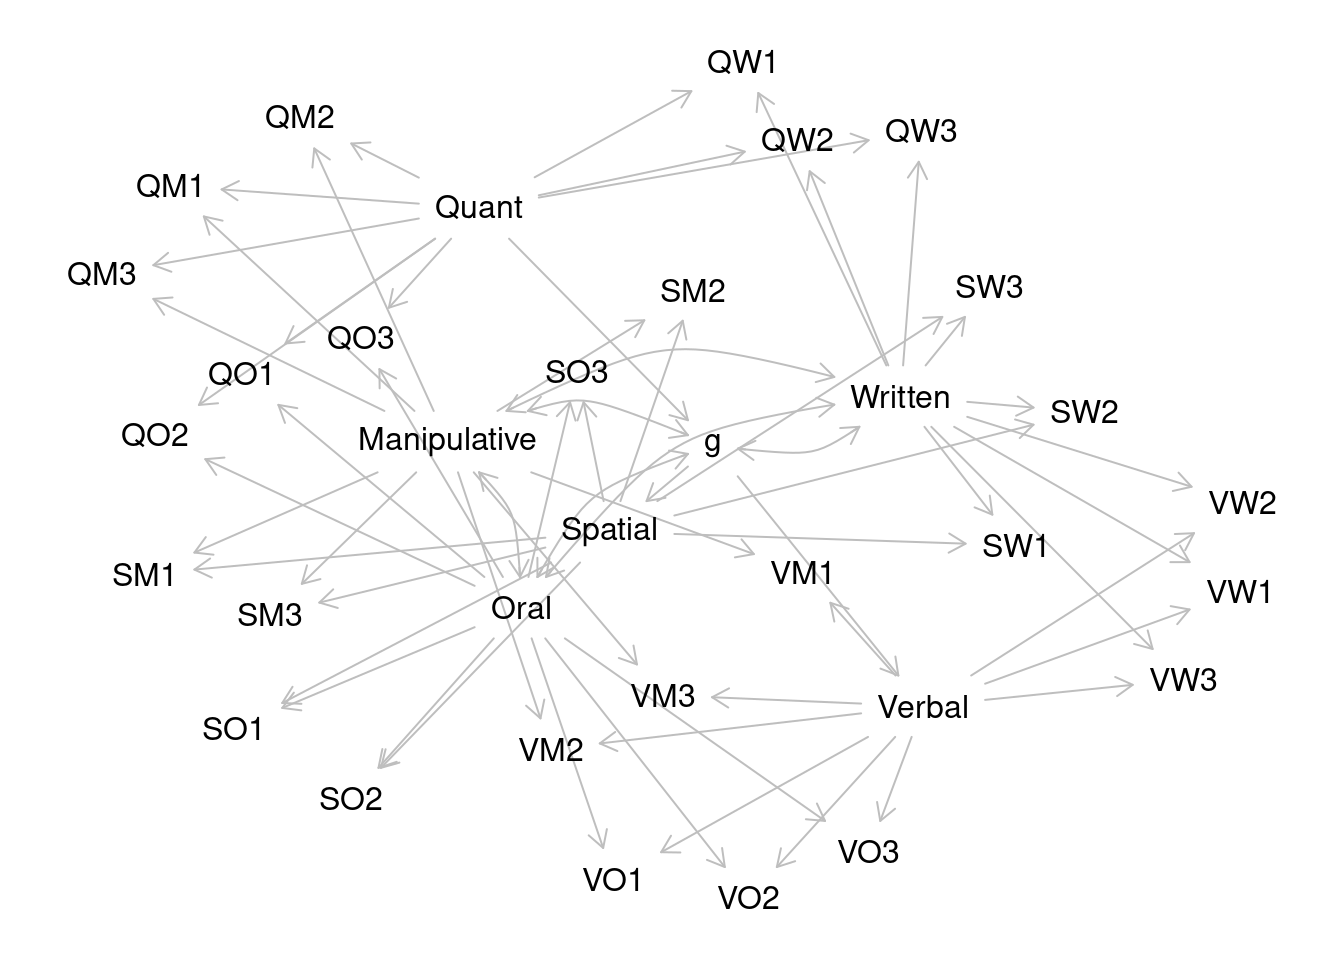 QW1
QM2
QW3
QW2
QM1
Quant
QM3
SW3
SM2
QO3
SO3
QO1
Written
SW2
QO2
Manipulative
g
VW2
Spatial
SW1
VM1
SM1
VW1
Oral
SM3
VW3
VM3
Verbal
SO1
VM2
SO2
VO3
VO1
VO2